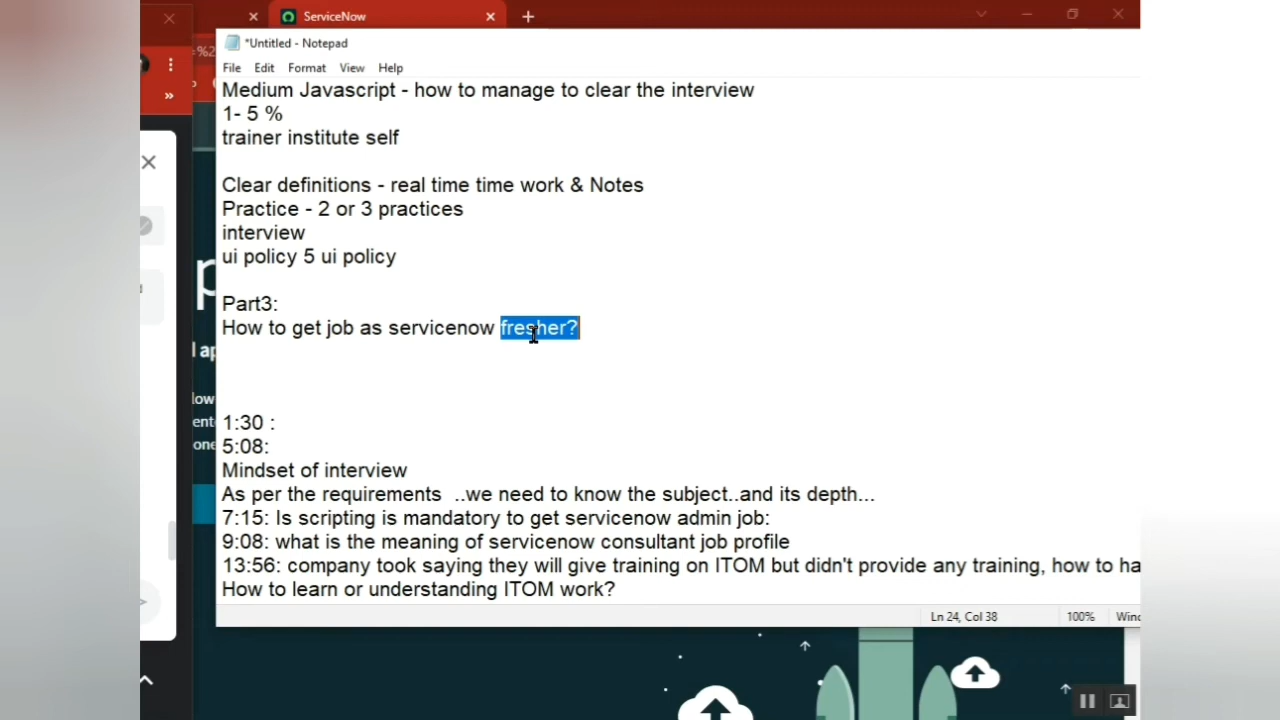 ServiceNow
*Untitled - Notepad
File Edit Format View Help
Medium Javascript - how to manage to clear the interview
1- 5 %
trainer institute self
Clear definitions - real time time work & Notes
Practice - 2 or 3 practices
interview
ui policy 5 ui policy
Part3:
How to get job as servicenow fresher?
1:30 :
5:08:
Mindset of interview
As per the requirements ..we need to know the subject..and its depth...
7:15: Is scripting is mandatory to get servicenow admin job:
9:08: what is the meaning of servicenow consultant job profile
13:56: company took saying they will give training on ITOM but didn't provide any training, how to ha
How to learn or understanding ITOM work?
Ln 24, Col 38 100% Winc